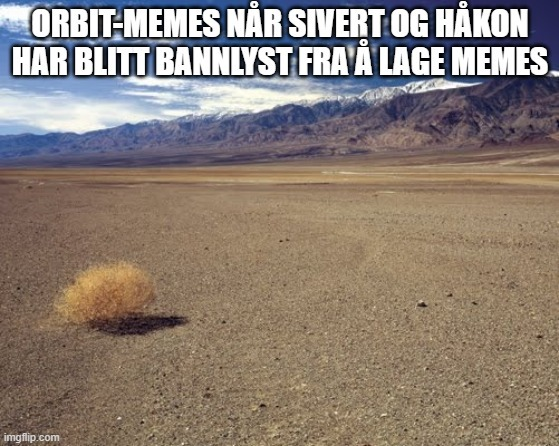 ORBIT-MEMES NÅR SIVERT OG HÅKON
HAR BLITT BANNLYST FRA Å LAGE MEMES
imgflip.com